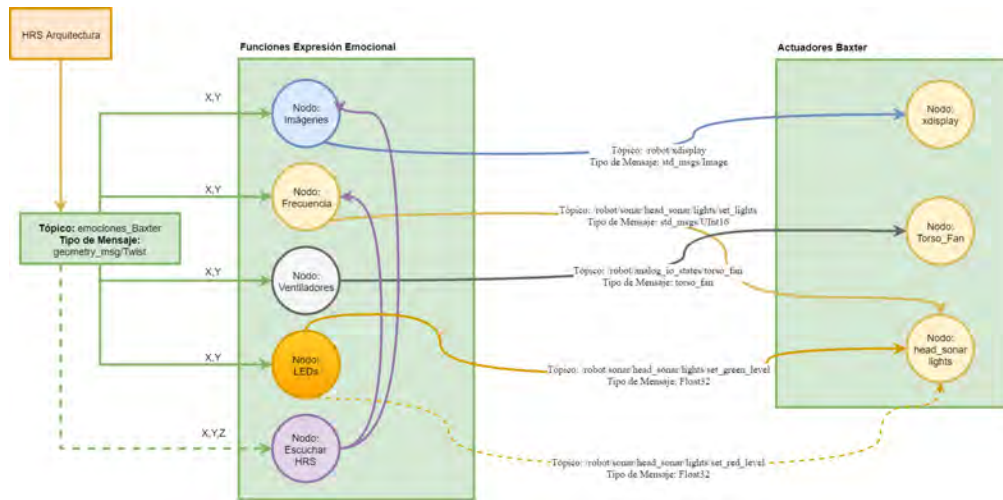 HRS Arquitectura
Funciones Expresión Emocional
Actuadores Baxter
X,Y
Nodo:
Imágenes
Nodo:
xdisplay
Tópico: /robot/xdisplay
Tipo de Mensaje: std_msgs/Image
X,Y
Nodo:
Frecuencia
Tópico: /robot/sonar/head_sonar/lights/set_lights
Tipo de Mensaje: std_msgs/UInt16
Tópico: emociones_Baxter
Tipo de Mensaje:
geometry_msg/Twist
Nodo:
Torso_Fan
X,Y
Nodo:
Ventiladores
Tópico: /robot/analog_io_states/torso_fan
Tipo de Mensaje: torso_fan
X,Y
Nodo:
LEDs
Nodo:
head_sonar
lights
Tópico: /robot/sonar/head_sonar/lights/set_green_level
Tipo de Mensaje: Float32
X,Y,Z
Nodo:
Escuchar
HRS
Tópico: /robot/sonar/head_sonar/lights/set_red_level
Tipo de Mensaje: Float32